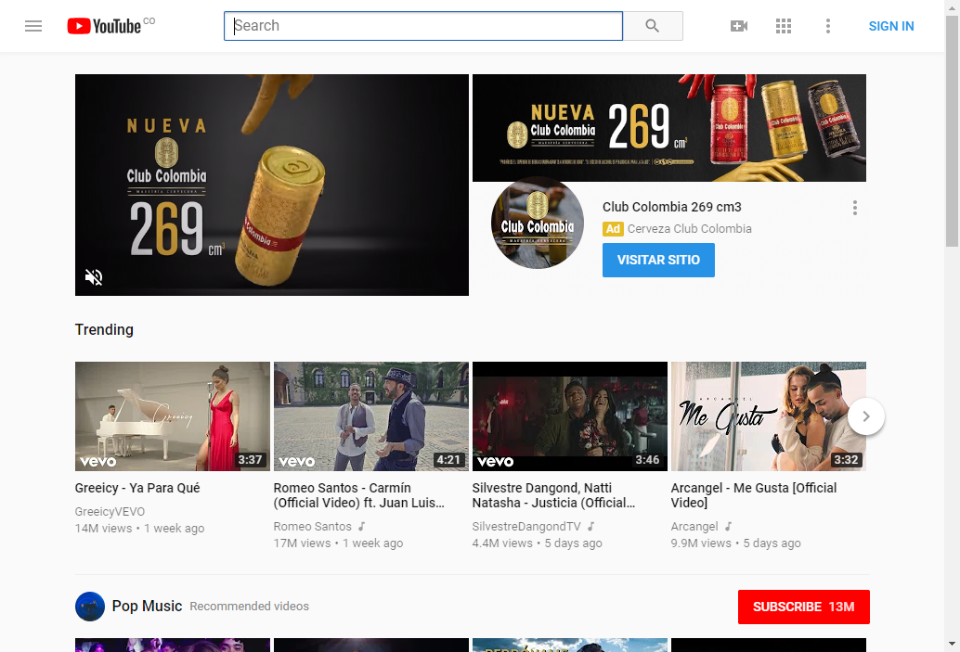 YouTube CO
Search
SIGN IN
NUEVA
Club Colombia
MAESTRÍA CERVECERA
269 cm³
Colombia
NUEVA
Club Colombia
MAESTRÍA CERVECERA
269 cm³
Club Colombia
MAESTRÍA CERVECERA
Club Colombia 269 cm3
Ad Cerveza Club Colombia
VISITAR SITIO
Trending
Greeicy
vevo
3:37
vevo
4:21
vevo
3:46
ARCANGEL
Me Gusta
3:32
Greeicy - Ya Para Qué
GreeicyVEVO
14M views • 1 week ago
Romeo Santos - Carmín
(Official Video) ft. Juan Luis...
Romeo Santos
17M views • 1 week ago
Silvestre Dangond, Natti
Natasha - Justicia (Official...
SilvestreDangondTV
4.4M views • 5 days ago
Arcangel - Me Gusta [Official
Video]
Arcangel
9.9M views • 5 days ago
Pop Music Recommended videos
SUBSCRIBE 13M